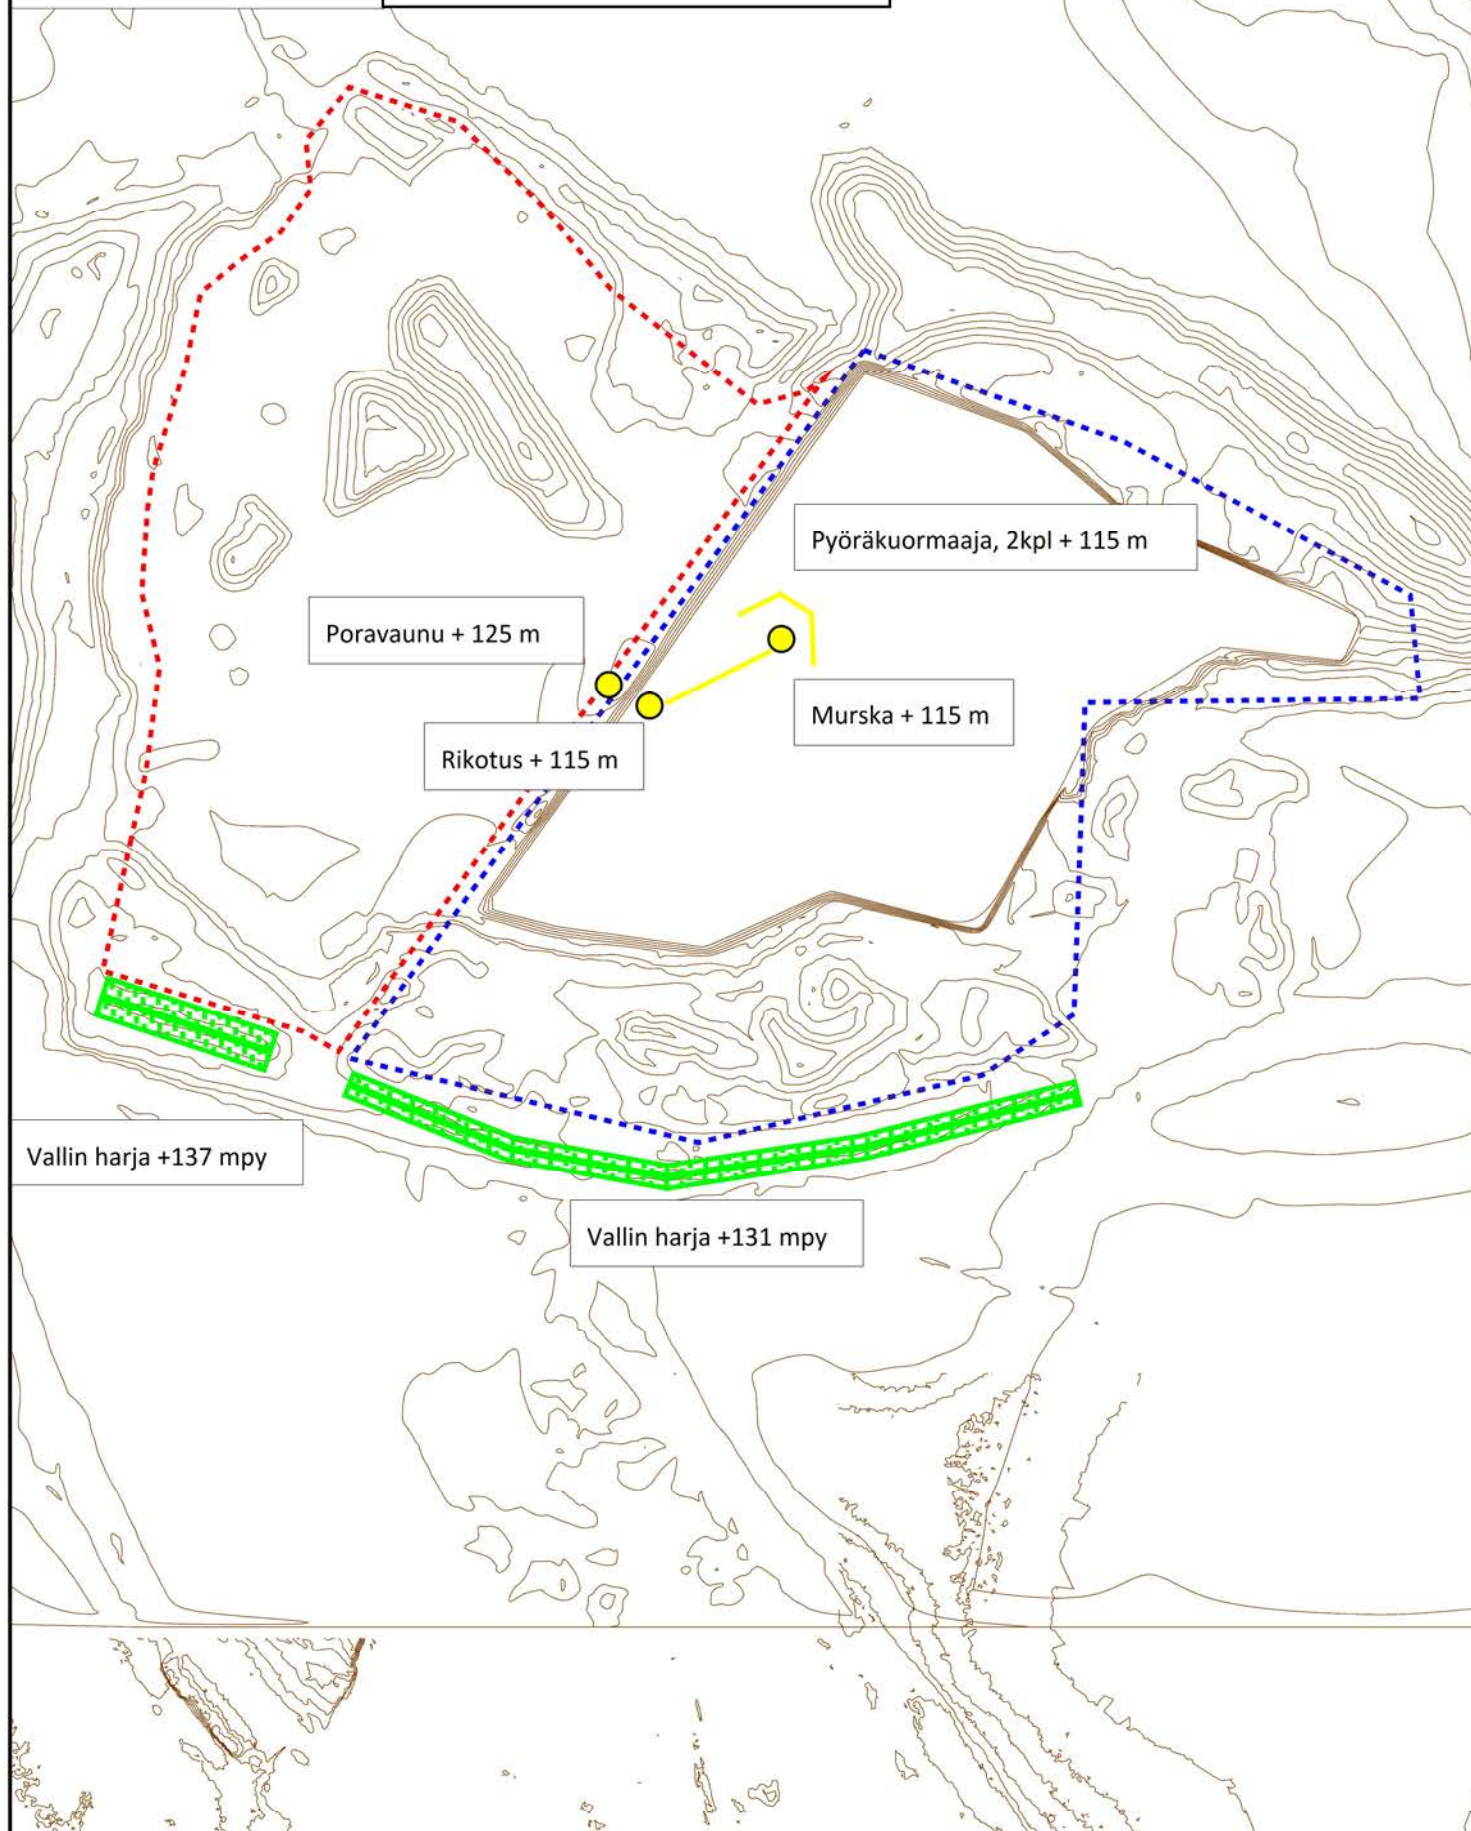 Pyöräkuormaaja, 2kpl + 115 m
Poravaunu + 125 m
Murska + 115 m
Rikotus + 115 m
Vallin harja +137 mpy
Vallin harja +131 mpy